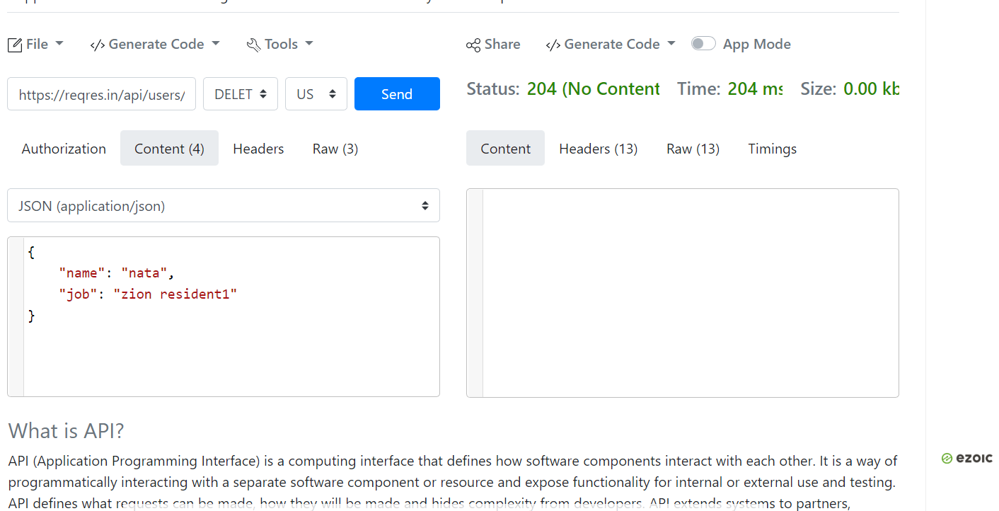 File </> Generate Code Tools Share </> Generate Code App Mode
https://reqres.in/api/users/ DELET US Send Status: 204 (No Content Time: 204 ms Size: 0.00 kb
Authorization Content (4) Headers Raw (3) Content Headers (13) Raw (13) Timings
JSON (application/json)
{
"name": "nata",
"job": "zion resident1"
}
What is API?
API (Application Programming Interface) is a computing interface that defines how software components interact with each other. It is a way of
programmatically interacting with a separate software component or resource and expose functionality for internal or external use and testing.
API defines what requests can be made, how they will be made and hides complexity from developers. API extends systems to partners,
ezoic